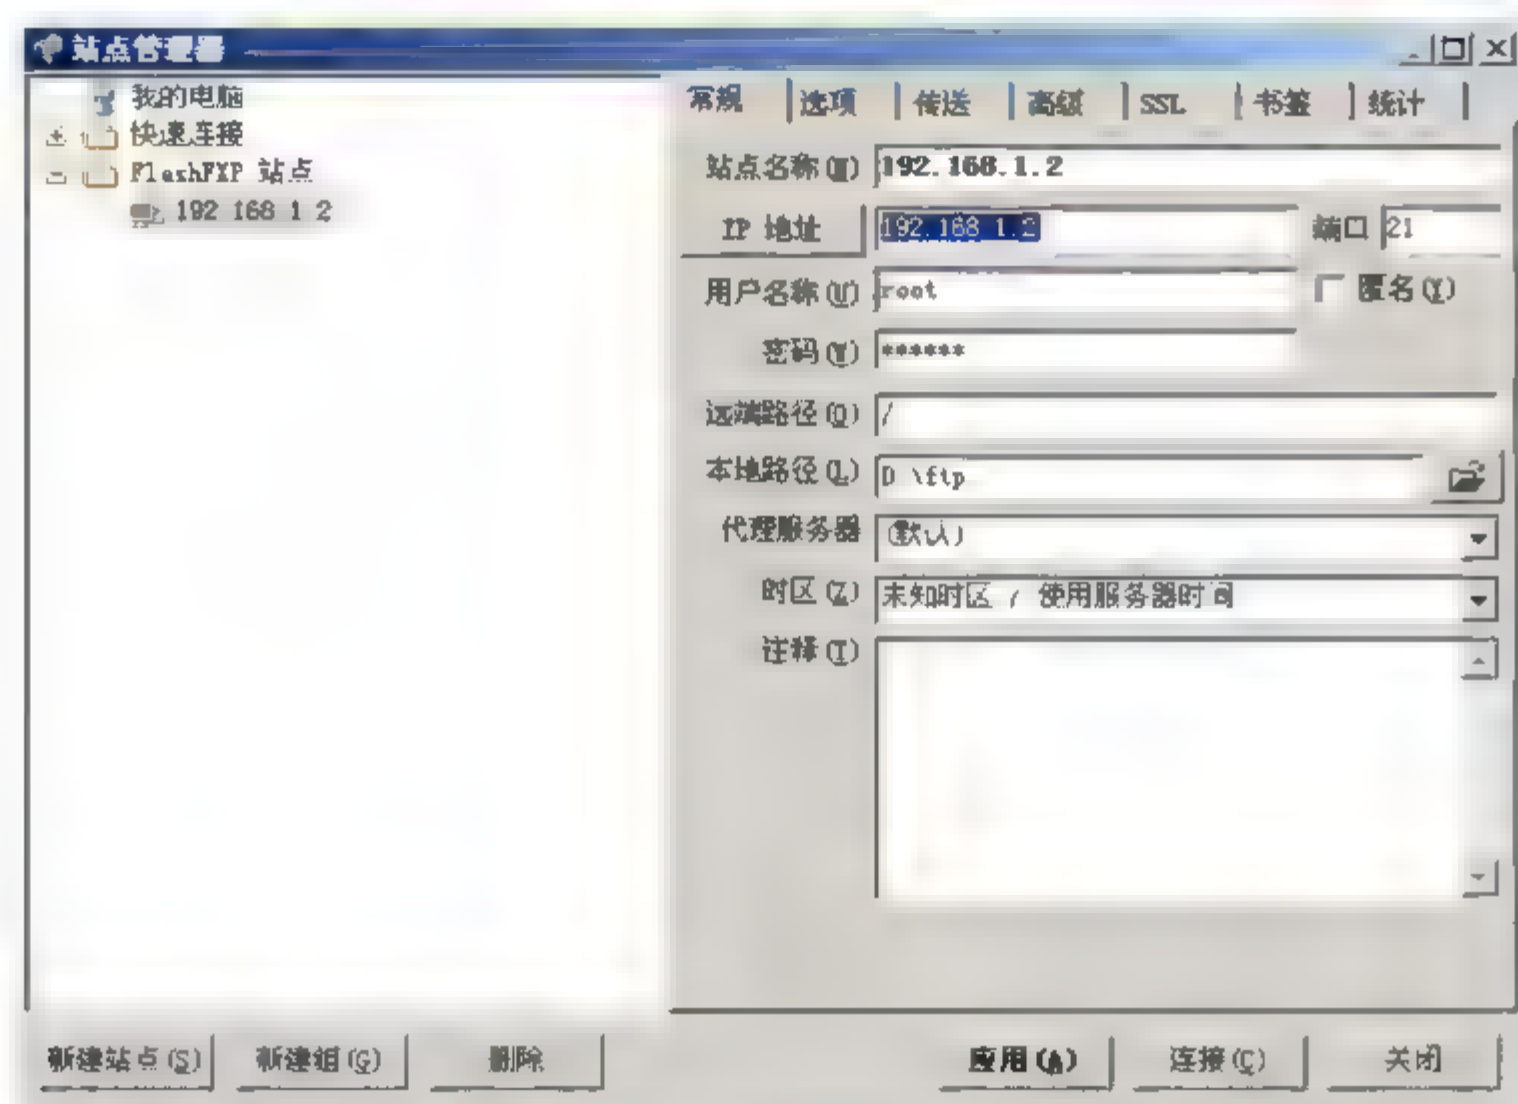 站点管理器
我的电脑
快速连接
FlashFXP 站点
192 168 1 2
常规 选项 传送 高级 SSL 书签 统计
站点名称(N) 192.168.1.2
IP 地址 192.168 1.2 端口 21
用户名称(U) root 匿名(Y)
密码(W) ******
远端路径(O) /
本地路径(L) D \ftp
代理服务器 (默认)
时区(Z) 未知时区 / 使用服务器时间
注释(T)
新建站点(S) 新建组(G) 删除 应用(A) 连接(C) 关闭